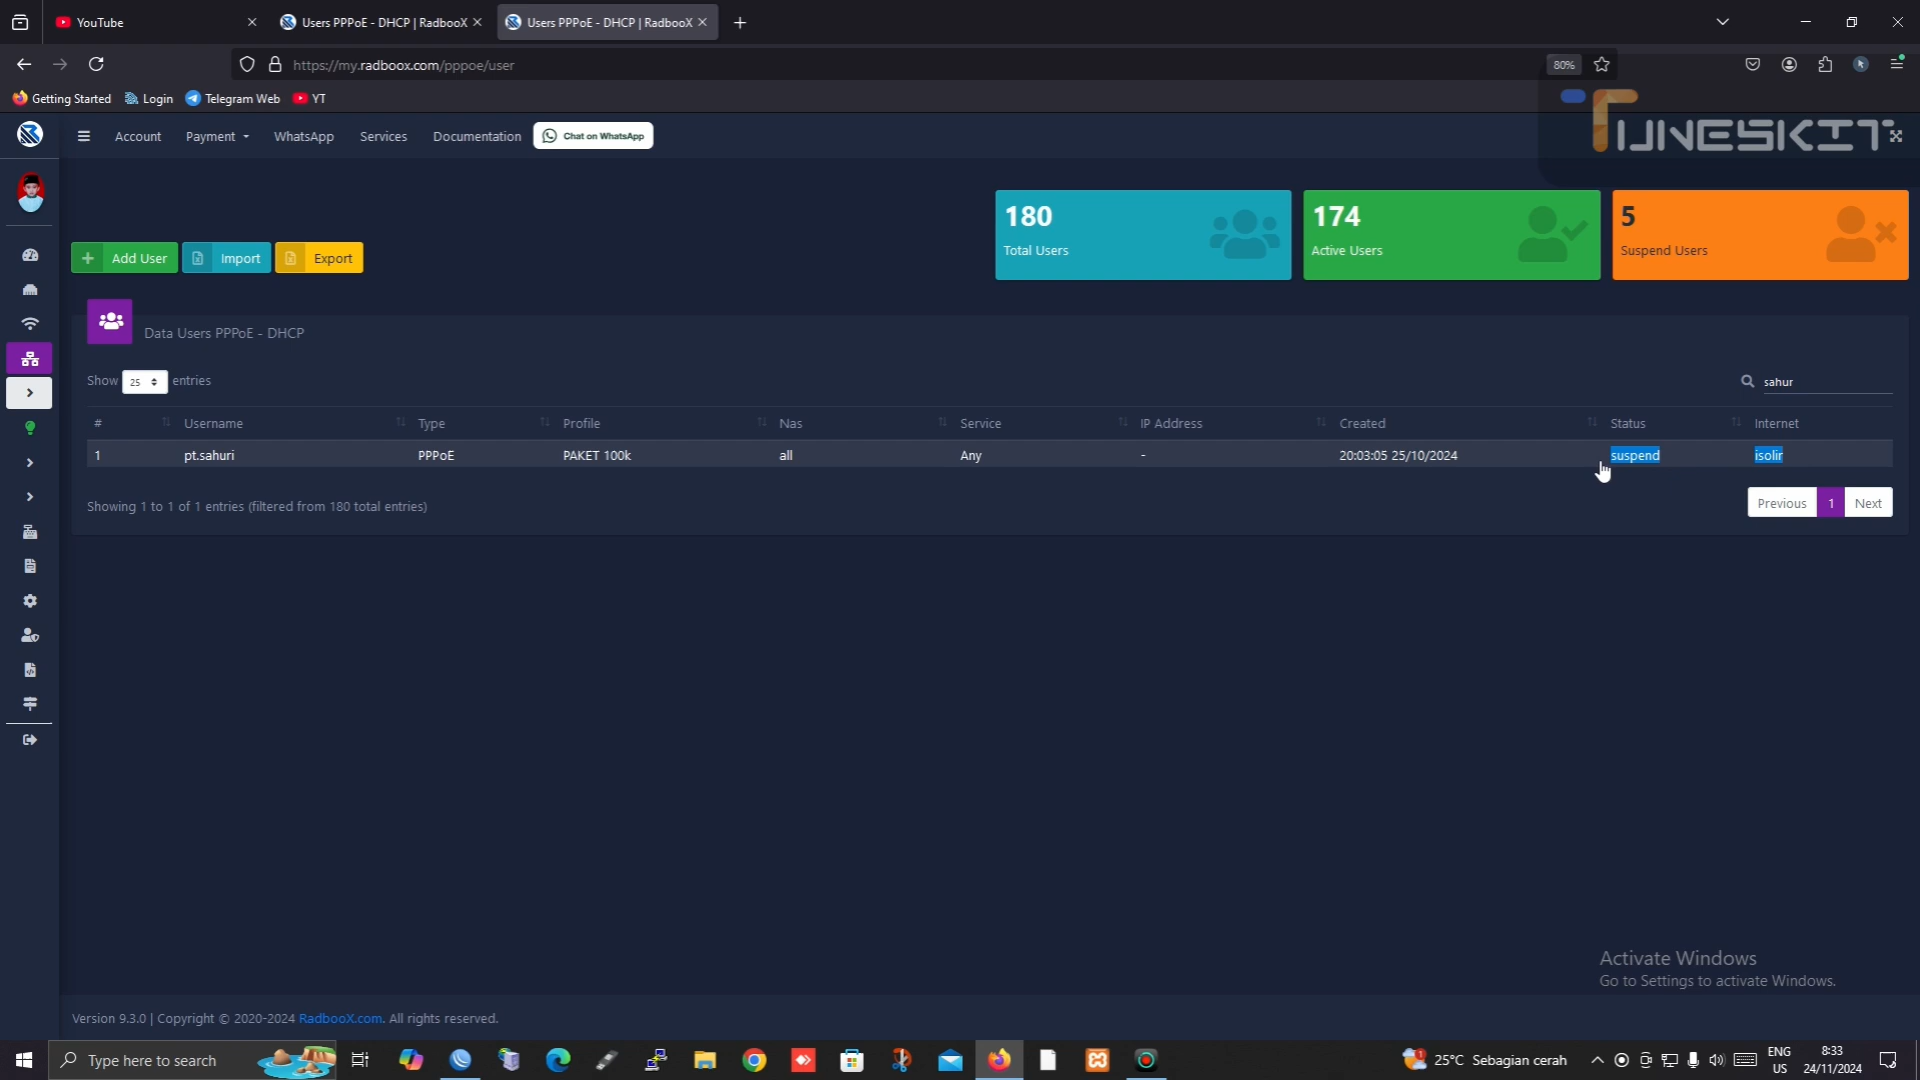 YouTube
Users PPPoE - DHCP | RadbooX
Users PPPoE - DHCP | RadbooX
https://my.radboox.com/pppoe/user
80%
Getting Started
Login
Telegram Web
YT
Account
Payment
WhatsApp
Services
Documentation
Chat on WhatsApp
TUNESKIT
180
Total Users
174
Active Users
5
Suspend Users
Add User
Import
Export
Data Users PPPoE - DHCP
Show 25 entries
sahur
# Username Type Profile Nas Service IP Address Created Status Internet
1 pt.sahuri PPPoE PAKET 100k all Any - 20:03:05 25/10/2024 suspend isolir
Showing 1 to 1 of 1 entries (filtered from 180 total entries)
Previous 1 Next
Activate Windows
Go to Settings to activate Windows.
Version 9.3.0 | Copyright © 2020-2024 RadbooX.com. All rights reserved.
Type here to search
25°C Sebagian cerah
ENG
US
8:33
24/11/2024